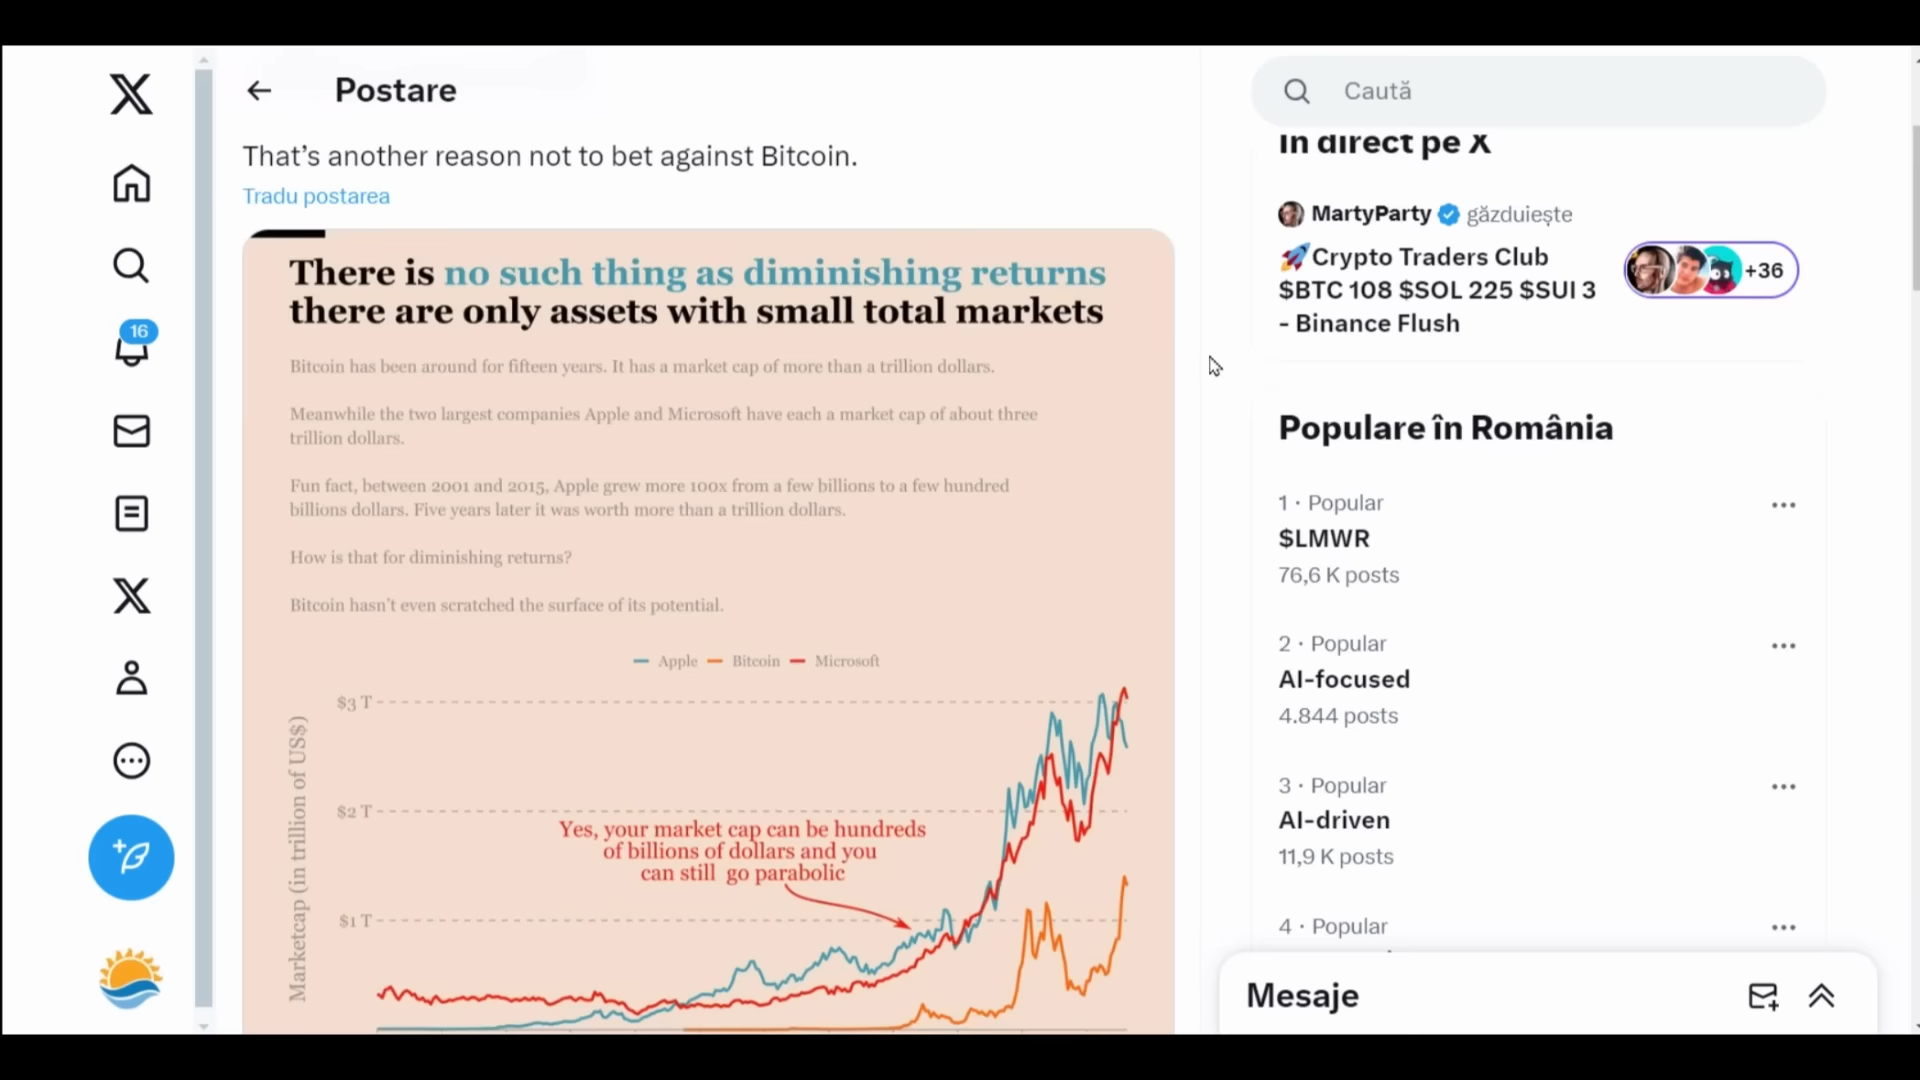 Postare
That's another reason not to bet against Bitcoin.
Tradu postarea
There is no such thing as diminishing returns
there are only assets with small total markets
Bitcoin has been around for fifteen years. It has a market cap of more than a trillion dollars.
Meanwhile the two largest companies Apple and Microsoft have each a market cap of about three
trillion dollars.
Fun fact, between 2001 and 2015, Apple grew more 100x from a few billions to a few hundred
billions dollars. Five years later it was worth more than a trillion dollars.
How is that for diminishing returns?
Bitcoin hasn't even scratched the surface of its potential.
Apple Bitcoin Microsoft
Marketcap (in trillion of US$)
$3 T
$2 T
$1 T
Yes, your market cap can be hundreds
of billions of dollars and you
can still go parabolic
16
Caută
În direct pe X
MartyParty găzduiește
🚀Crypto Traders Club
$BTC 108 $SOL 225 $SUI 3
- Binance Flush
+36
Populare în România
1 · Popular
$LMWR
76,6 K posts
2 · Popular
AI-focused
4.844 posts
3 · Popular
AI-driven
11,9 K posts
4 · Popular
Mesaje